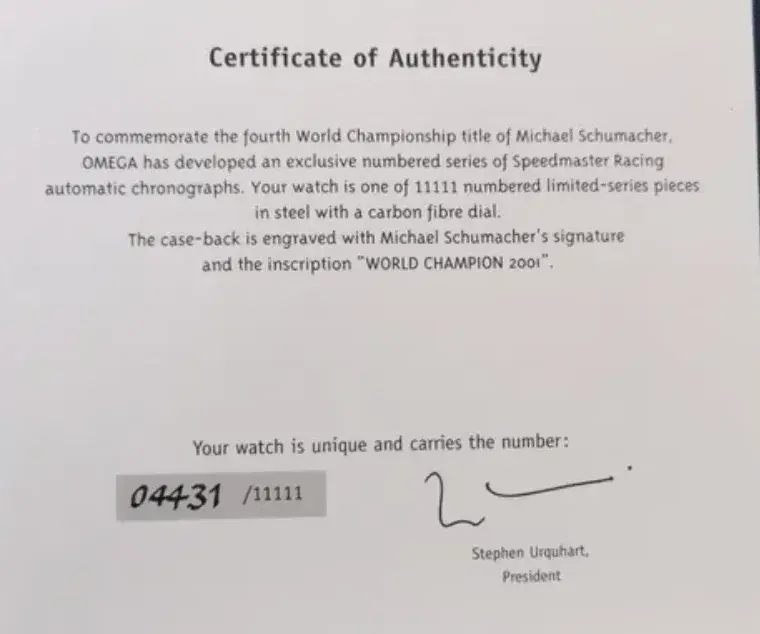 Certificate of Authenticity
To commemorate the fourth World Championship title of Michael Schumacher,
OMEGA has developed an exclusive numbered series of Speedmaster Racing
automatic chronographs. Your watch is one of 11111 numbered limited-series pieces
in steel with a carbon fibre dial.
The case-back is engraved with Michael Schumacher's signature
and the inscription "WORLD CHAMPION 2001".
Your watch is unique and carries the number:
04431 /11111
Stephen Urquhart,
President